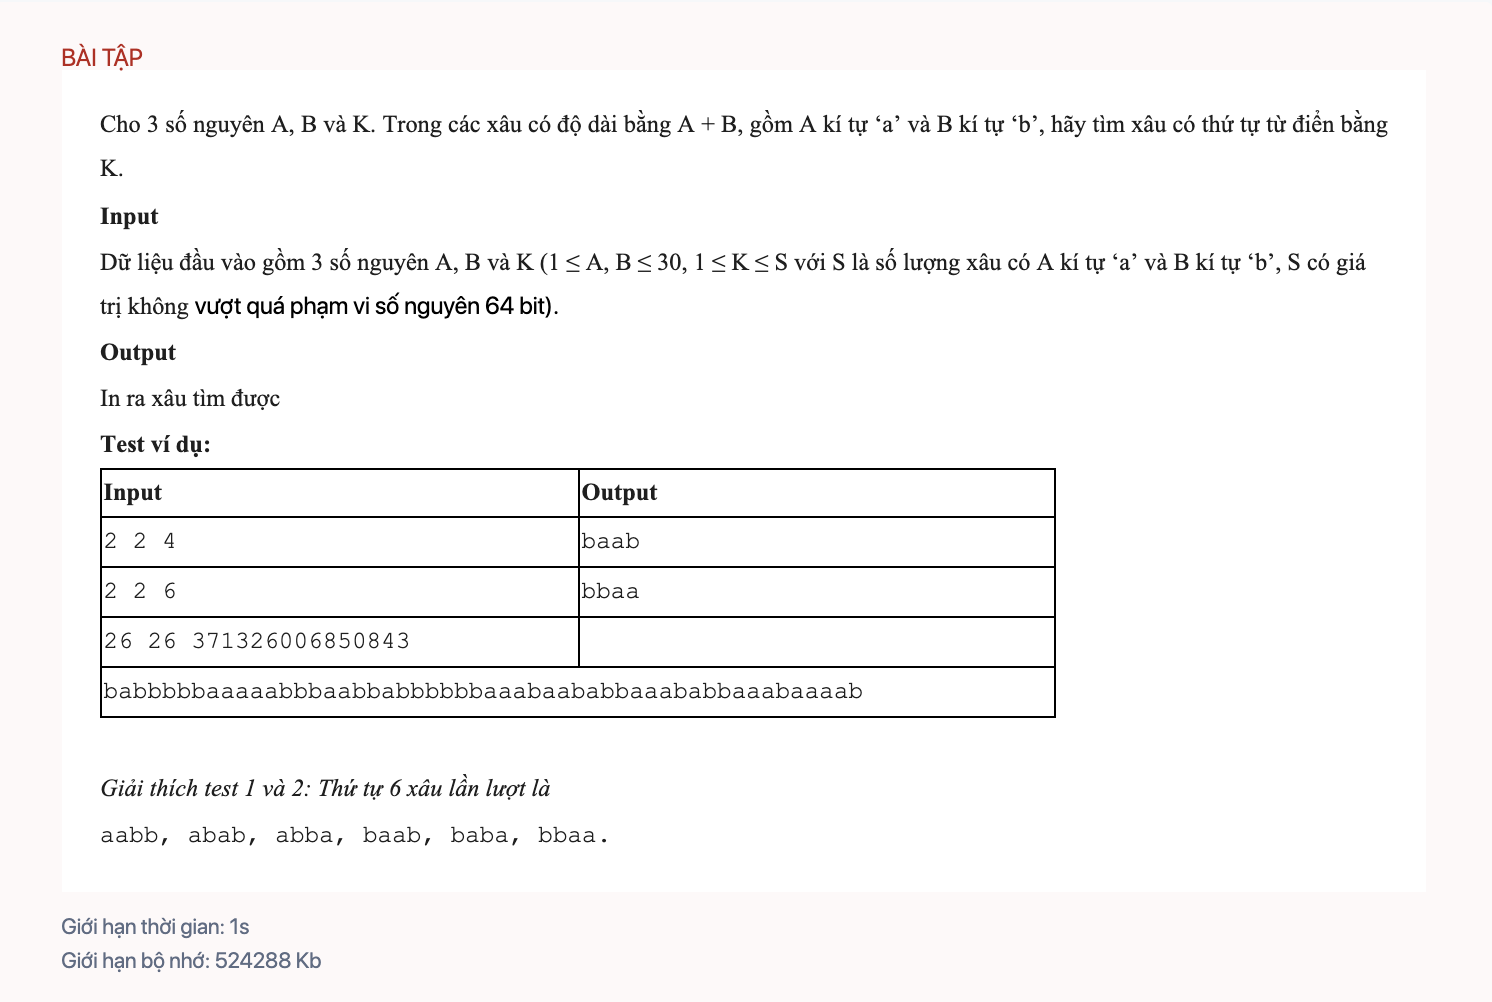 BÀI TẬP
Cho 3 số nguyên A, B và K. Trong các xâu có độ dài bằng A + B, gồm A kí tự ‘a’ và B kí tự ‘b’, hãy tìm xâu có thứ tự từ điển bằng
K.
Input
Dữ liệu đầu vào gồm 3 số nguyên A, B và K (1 ≤ A, B ≤ 30, 1 ≤ K ≤ S với S là số lượng xâu có A kí tự ‘a’ và B kí tự ‘b’, S có giá
trị không vượt quá phạm vi số nguyên 64 bit).
Output
In ra xâu tìm được
Test ví dụ:
Input Output
2 2 4 baab
2 2 6 bbaa
26 26 371326006850843
babbbbbaaaaabbbaabbabbbbbbaaabaababbaaababbaaabaaaab
Giải thích test 1 và 2: Thứ tự 6 xâu lần lượt là
aabb, abab, abba, baab, baba, bbaa.
Giới hạn thời gian: 1s
Giới hạn bộ nhớ: 524288 Kb